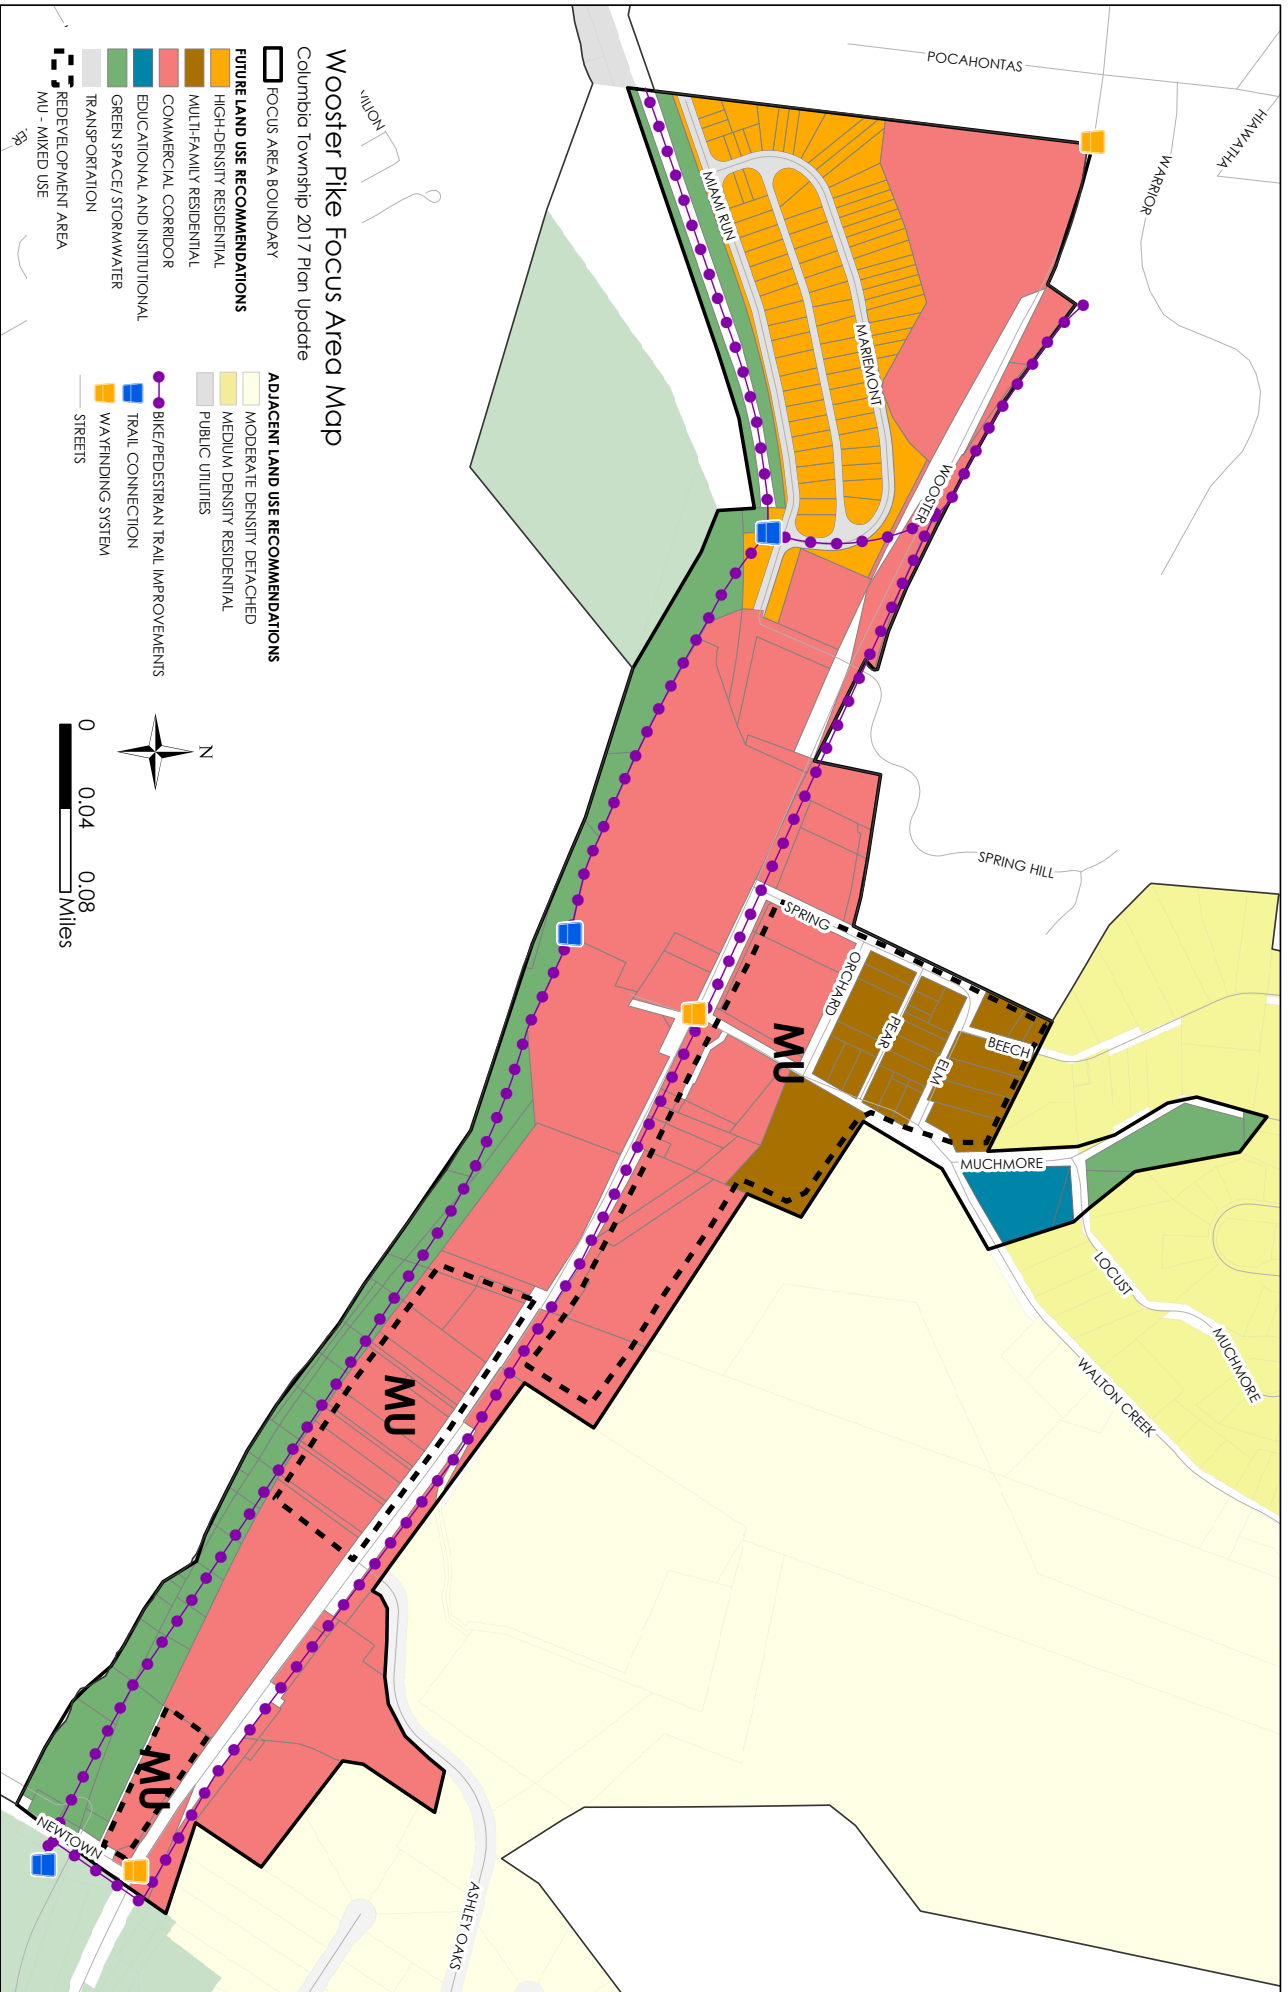 Wooster Pike Focus Area Map
Columbia Township 2017 Plan Update
FOCUS AREA BOUNDARY
FUTURE LAND USE RECOMMENDATIONS
HIGH-DENSITY RESIDENTIAL
MULTI-FAMILY RESIDENTIAL
COMMERCIAL CORRIDOR
EDUCATIONAL AND INSTITUTIONAL
GREEN SPACE/STORMWATER
TRANSPORTATION
REDEVELOPMENT AREA
MU - MIXED USE
ADJACENT LAND USE RECOMMENDATIONS
MODERATE DENSITY DETACHED
MEDIUM DENSITY RESIDENTIAL
PUBLIC UTILITIES
BIKE/PEDESTRIAN TRAIL IMPROVEMENTS
TRAIL CONNECTION
WAYFINDING SYSTEM
STREETS
N
0 0.04 0.08
Miles
POCAHONTAS
HIAWATHA
WARRIOR
MIAMI RUN
MARIEMONT
WOOSTER
SPRING HILL
SPRING
ORCHARD
PEAR
ELM
BEECH
MU
MUCHMORE
LOCUST
MUCHMORE
WALTON CREEK
MU
MU
NEWTOWN
ASHLEY OAKS